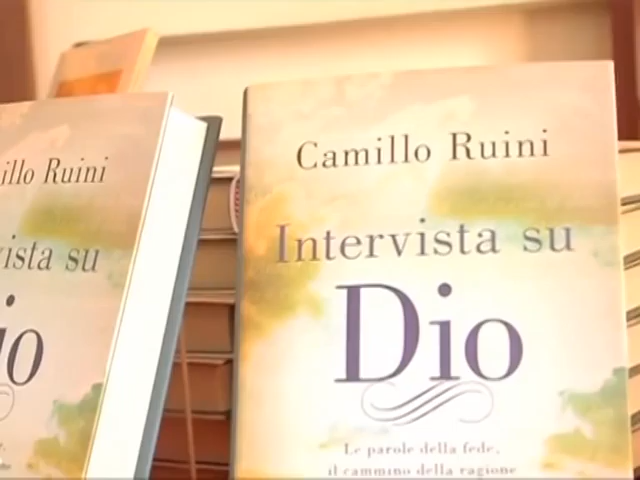 illo Ruini
vista su
io
Camillo Ruini
Intervista su
Dio
Le parole della fede,
il cammino della ragione